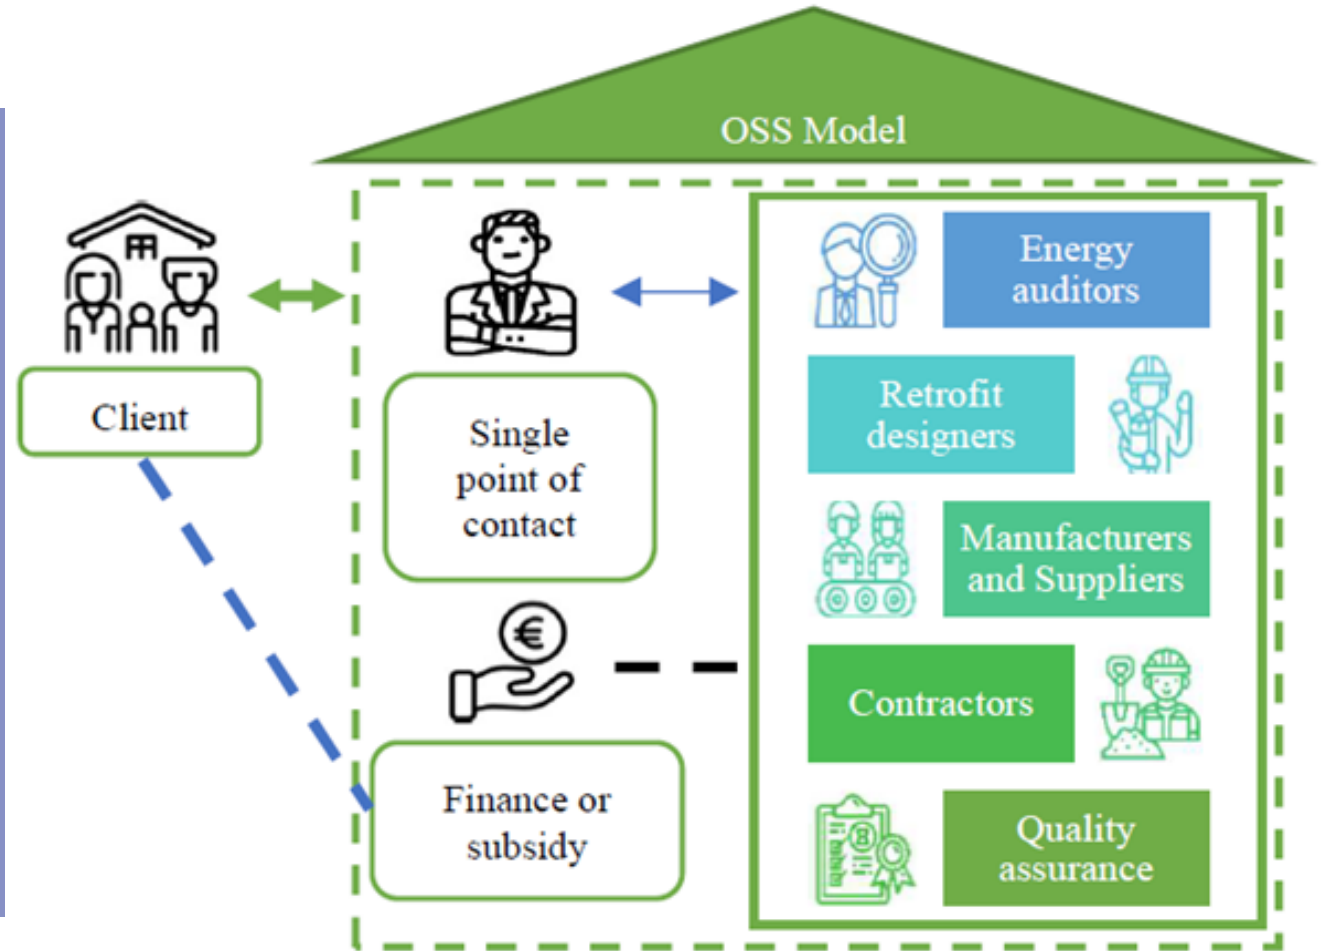 OSS Model
Client
Single
point of
contact
€
Finance or
subsidy
Energy
auditors
Retrofit
designers
Manufacturers
and Suppliers
Contractors
Quality
assurance